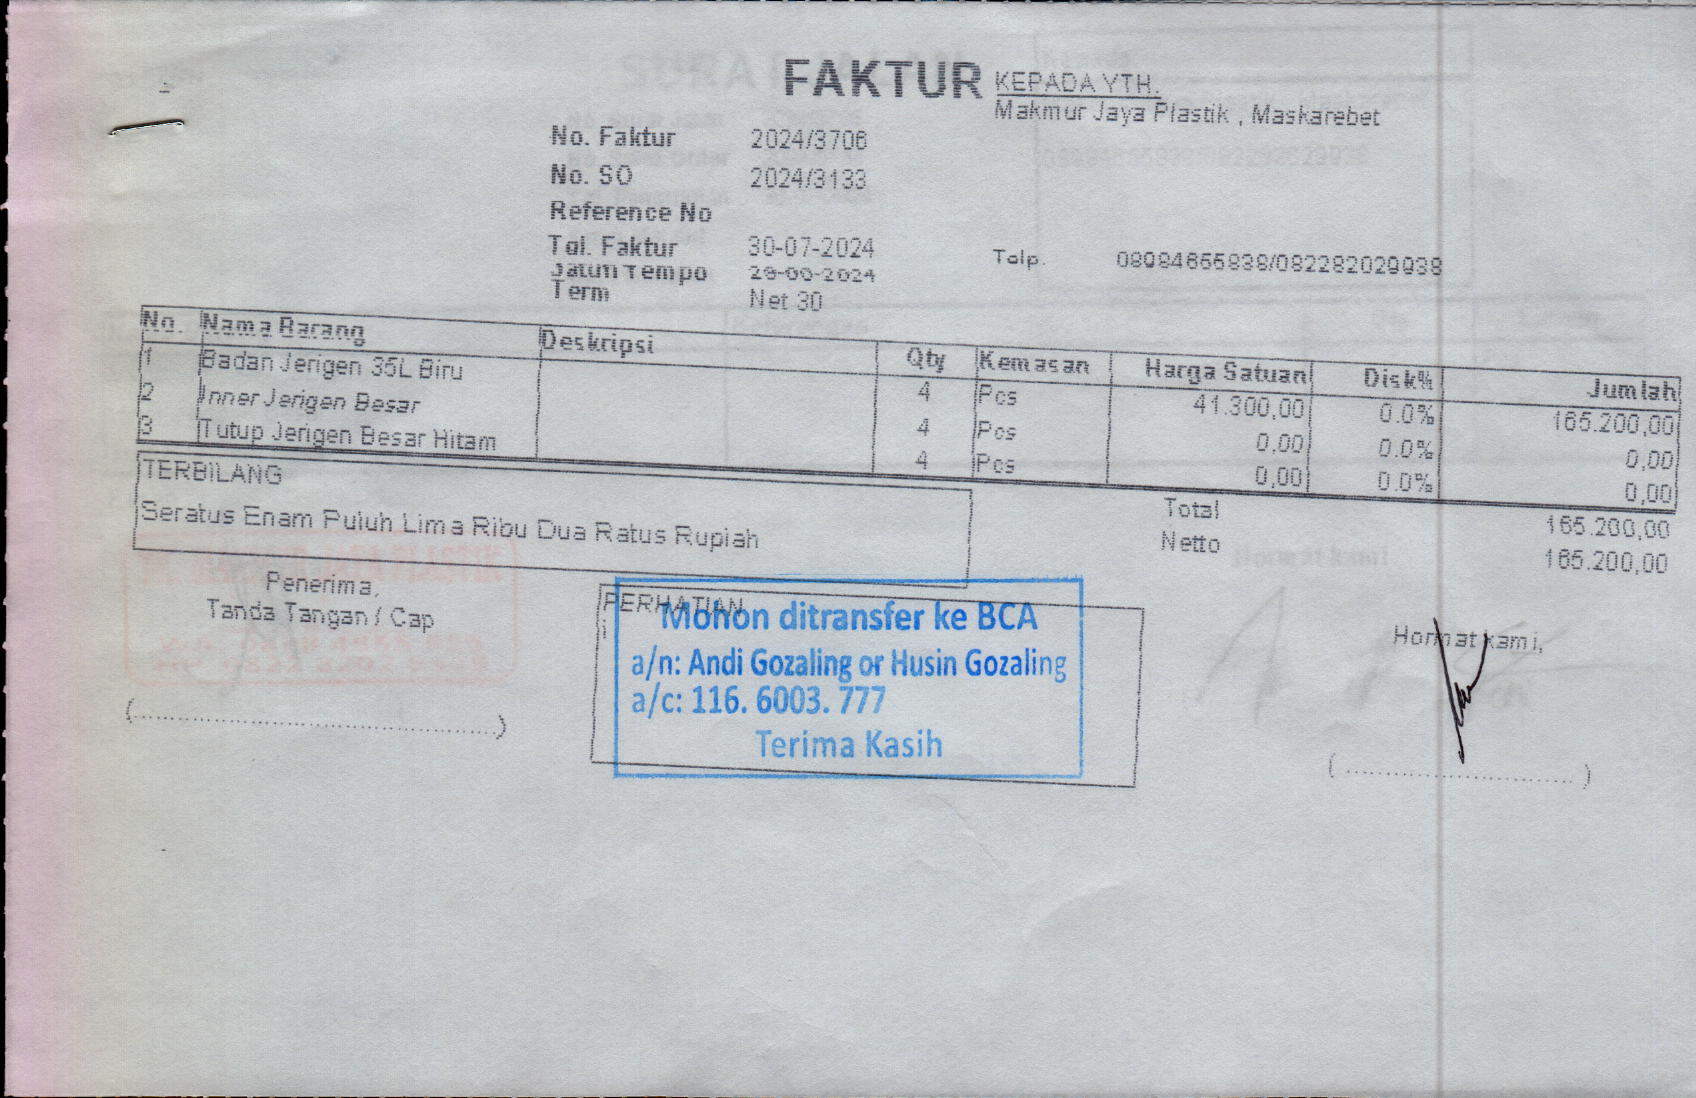 FAKTUR
KEPADA YTH.
Makmur Jaya Plastik , Maskarebet
No. Faktur 2024/3706
No. SO 2024/3133
Reference No
Tgl. Faktur 30-07-2024
Telp. 08984655838/082282029938
Jatuh Tempo 29-08-2024
Term Net 30
No. Nama Barang Deskripsi Qty Kemasan Harga Satuan Disk% Jumlah
1 Badan Jerigen 35L Biru 4 Pcs 41.300,00 0.0% 165.200,00
2 Inner Jerigen Besar 4 Pcs 0,00 0.0% 0,00
3 Tutup Jerigen Besar Hitam 4 Pcs 0,00 0.0% 0,00
TERBILANG
Seratus Enam Puluh Lima Ribu Dua Ratus Rupiah
Total 165.200,00
Netto 165.200,00
Penerima,
Tanda Tangan / Cap
PERHATIAN
i
Mohon ditransfer ke BCA
a/n: Andi Gozaling or Husin Gozaling
a/c: 116. 6003. 777
Terima Kasih
Hormat kami,
(....................................................)
( ................................ )